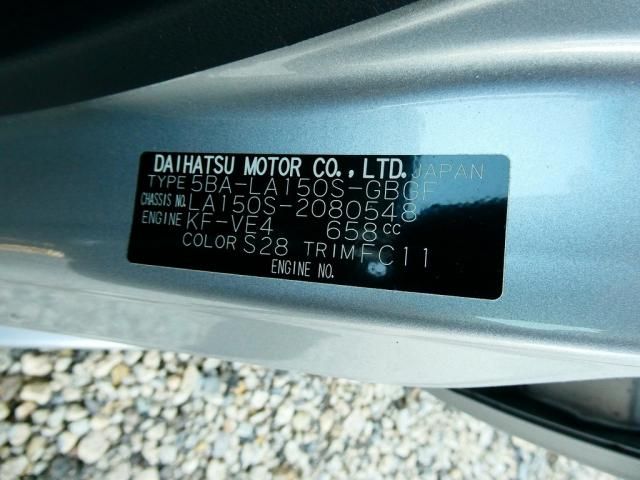 DAIHATSU MOTOR CO., LTD. JAPAN
TYPE 5BA-LA150S-GBGF
CHASSIS NO. LA150S-2080548
ENGINE KF-VE4 658cc
COLOR S28 TRIM FC11
ENGINE NO.